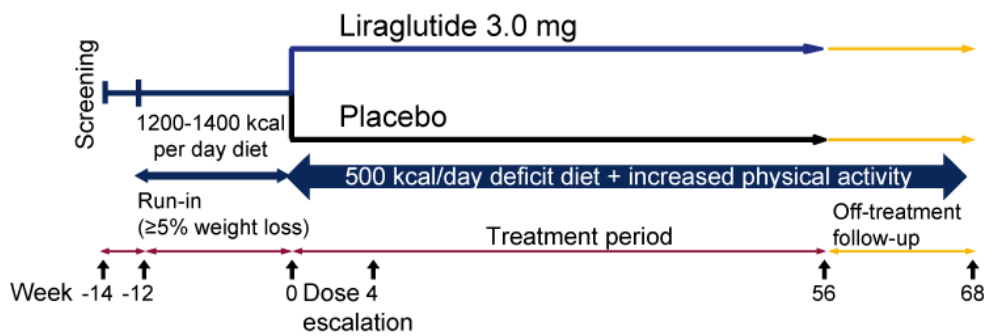 Liraglutide 3.0 mg
Screening
1200-1400 kcal
per day diet
Placebo
500 kcal/day deficit diet + increased physical activity
Run-in
(≥5% weight loss)
Treatment period
Off-treatment
follow-up
Week -14 -12 0 Dose 4 56 68
escalation